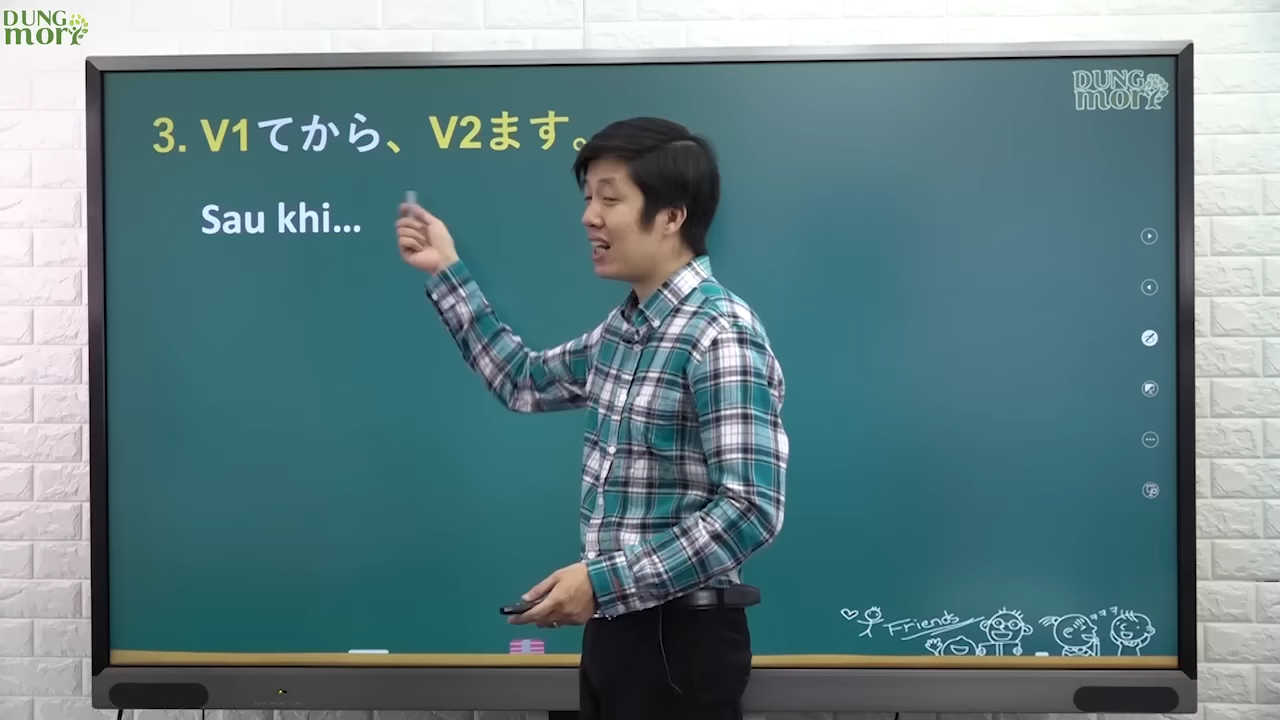 DUNG
mori
DUNG
mori
3. V1てから、V2ます。
Sau khi...
Friends